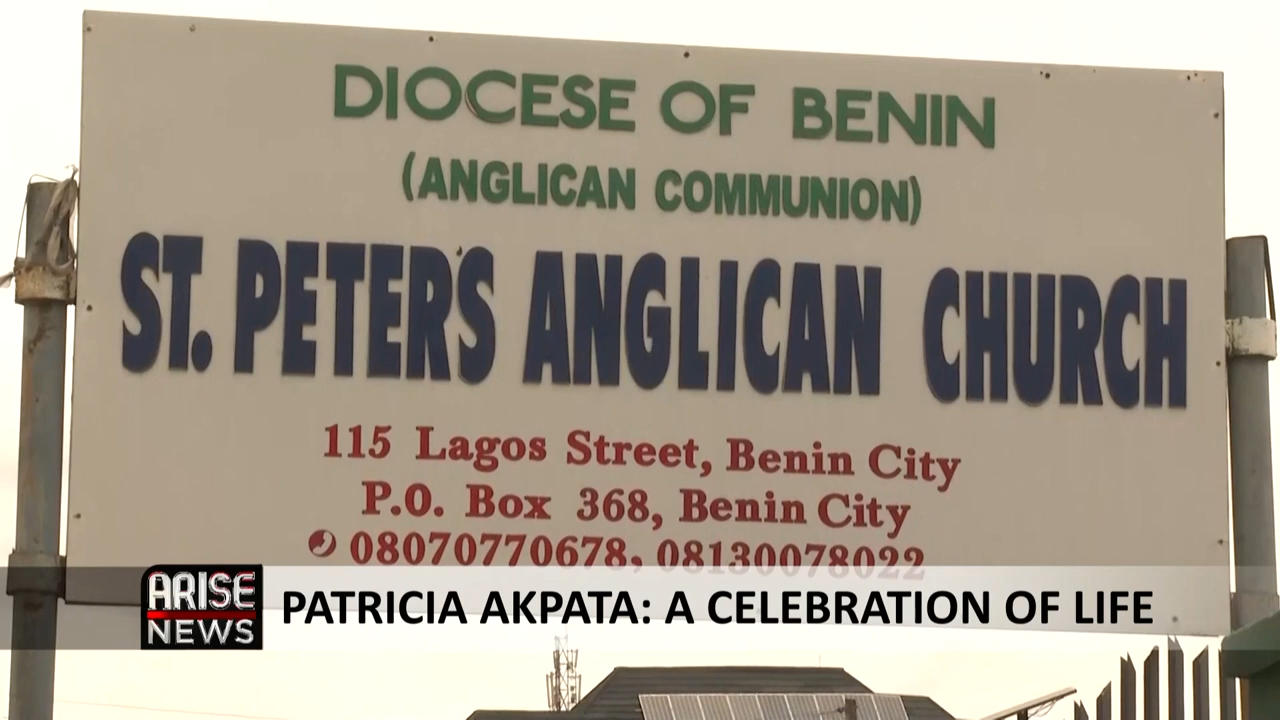 DIOCESE OF BENIN
(ANGLICAN COMMUNION)
ST. PETER'S ANGLICAN CHURCH
115 Lagos Street, Benin City
P.O. Box 368, Benin City
08070770678, 08130078022
ARISE
NEWS
PATRICIA AKPATA: A CELEBRATION OF LIFE